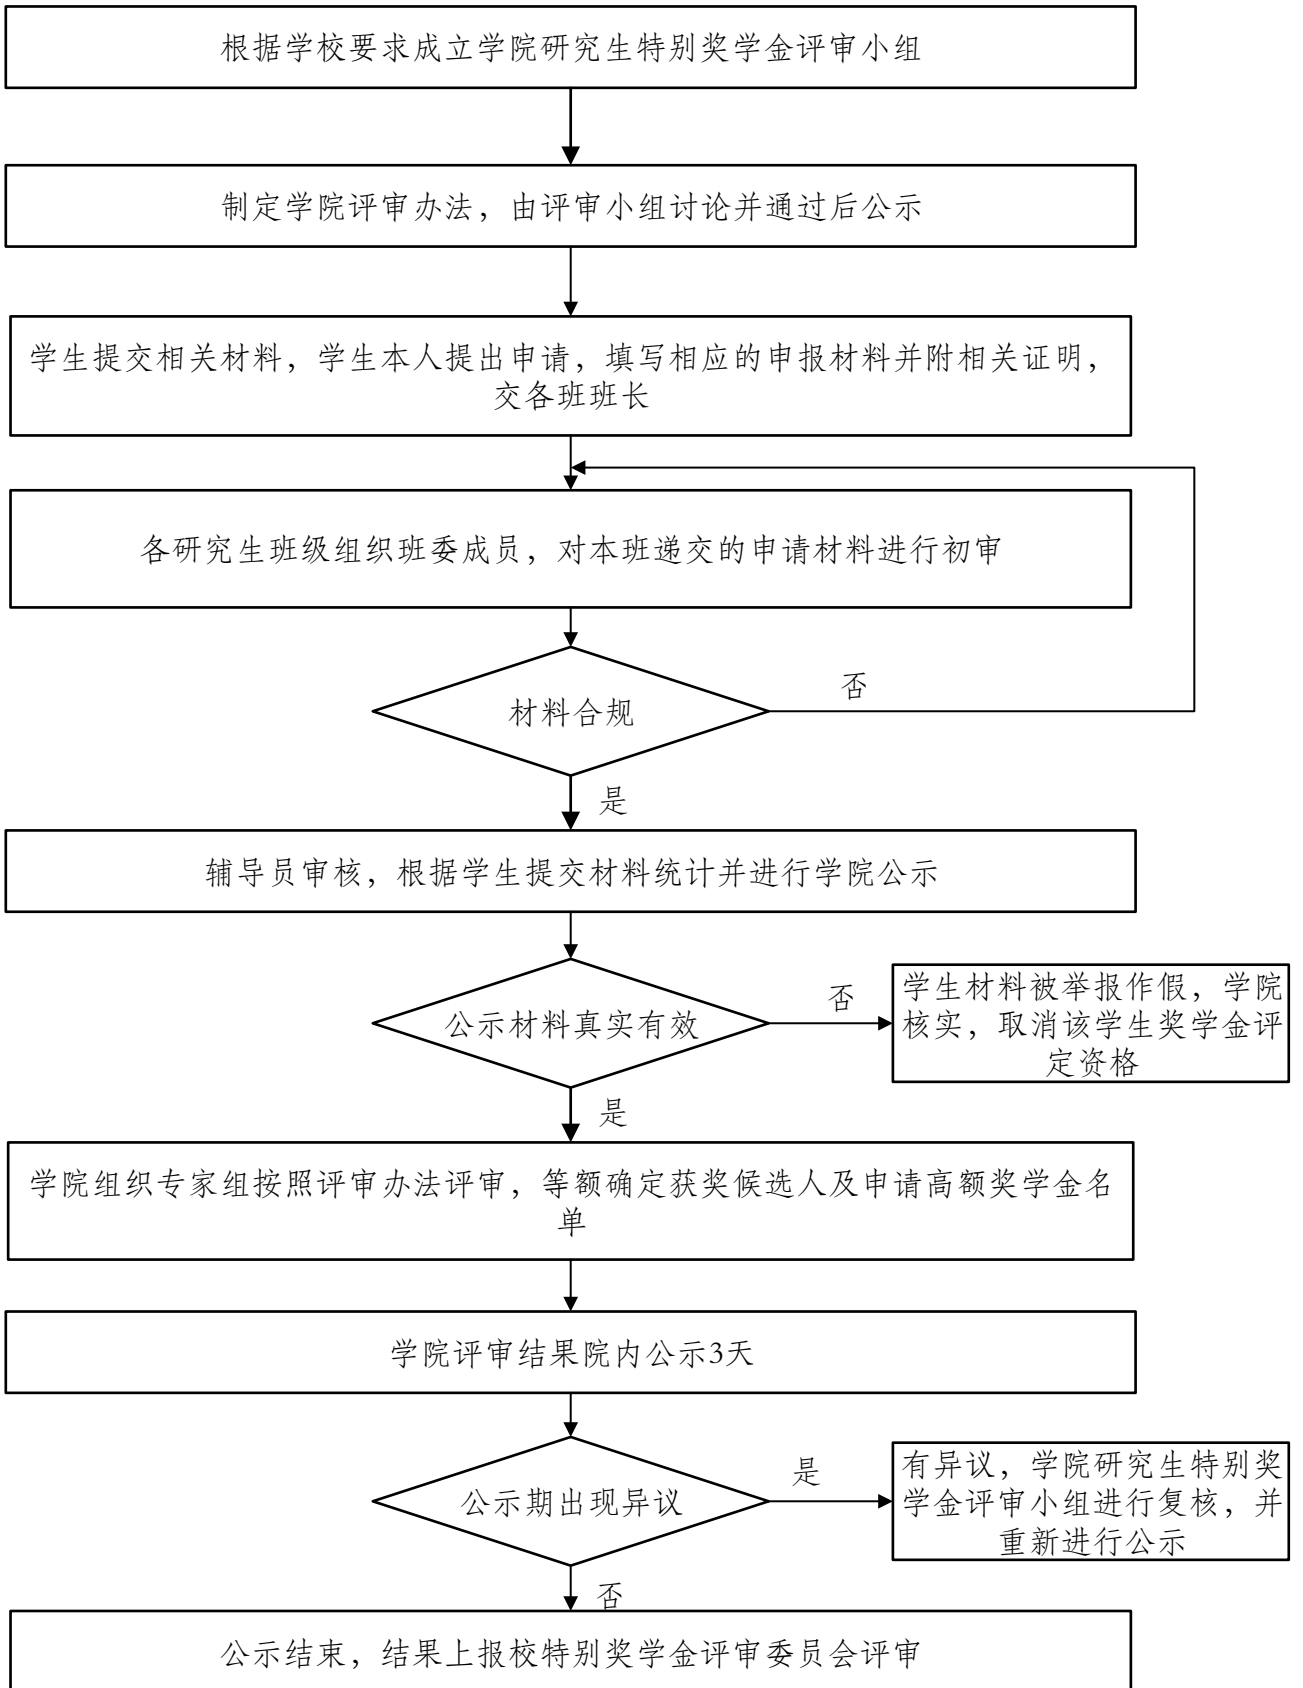 根据学校要求成立学院研究生特别奖学金评审小组
制定学院评审办法，由评审小组讨论并通过后公示
学生提交相关材料，学生本人提出申请，填写相应的申报材料并附相关证明，
交各班班长
各研究生班级组织班委成员，对本班递交的申请材料进行初审
材料合规
否
是
辅导员审核，根据学生提交材料统计并进行学院公示
公示材料真实有效
否
学生材料被举报作假，学院
核实，取消该学生奖学金评
定资格
是
学院组织专家组按照评审办法评审，等额确定获奖候选人及申请高额奖学金名
单
学院评审结果院内公示3天
公示期出现异议
是
有异议，学院研究生特别奖
学金评审小组进行复核，并
重新进行公示
否
公示结束，结果上报校特别奖学金评审委员会评审